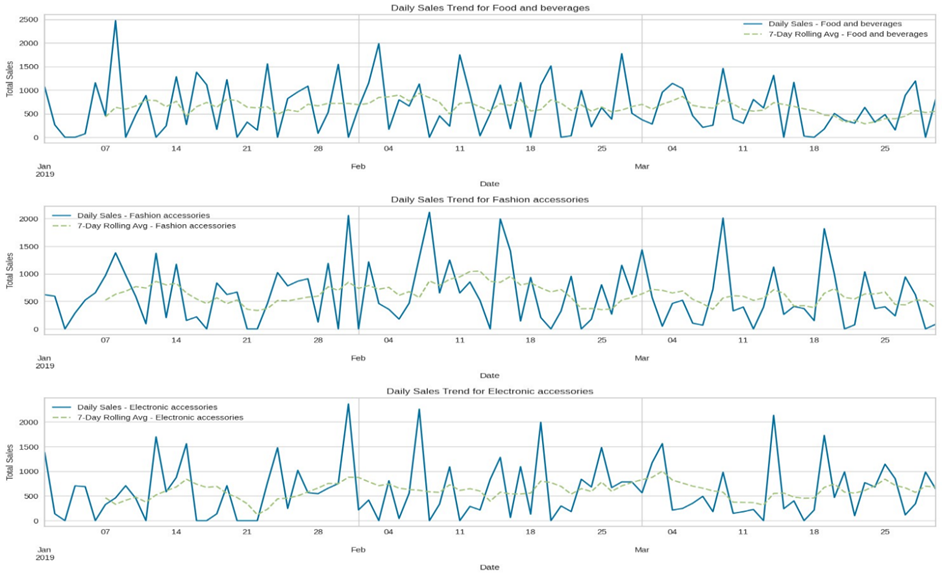 Daily Sales Trend for Food and beverages
2500
2000
1500
1000
500
0
Total Sales
Daily Sales - Food and beverages
7-Day Rolling Avg - Food and beverages
07 14 21 28 11 18 25 04 11 18 25
Jan Feb Mar
2019
Date
Daily Sales Trend for Fashion accessories
2000
1500
1000
500
0
Total Sales
Daily Sales - Fashion accessories
7-Day Rolling Avg - Fashion accessories
07 14 21 28 04 11 18 25 04 11 18 25
Jan Feb Mar
2019
Date
Daily Sales Trend for Electronic accessories
2000
1500
1000
500
0
Total Sales
Daily Sales - Electronic accessories
7-Day Rolling Avg - Electronic accessories
07 14 21 28 04 11 18 25 04 11 18 25
Jan Feb Mar
2019
Date